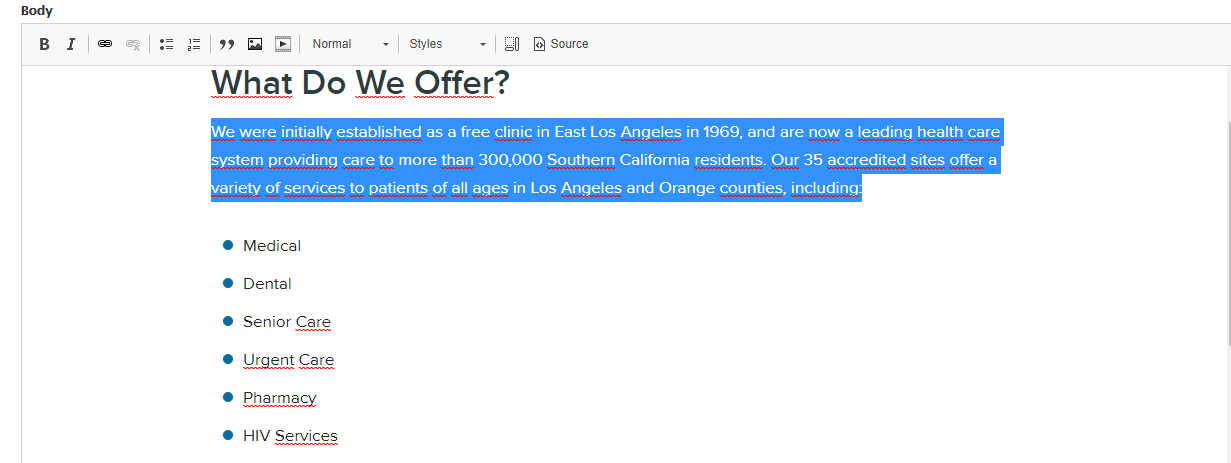 Body
B I Normal Styles Source
What Do We Offer?
We were initially established as a free clinic in East Los Angeles in 1969, and are now a leading health care
system providing care to more than 300,000 Southern California residents. Our 35 accredited sites offer a
variety of services to patients of all ages in Los Angeles and Orange counties, including:
Medical
Dental
Senior Care
Urgent Care
Pharmacy
HIV Services